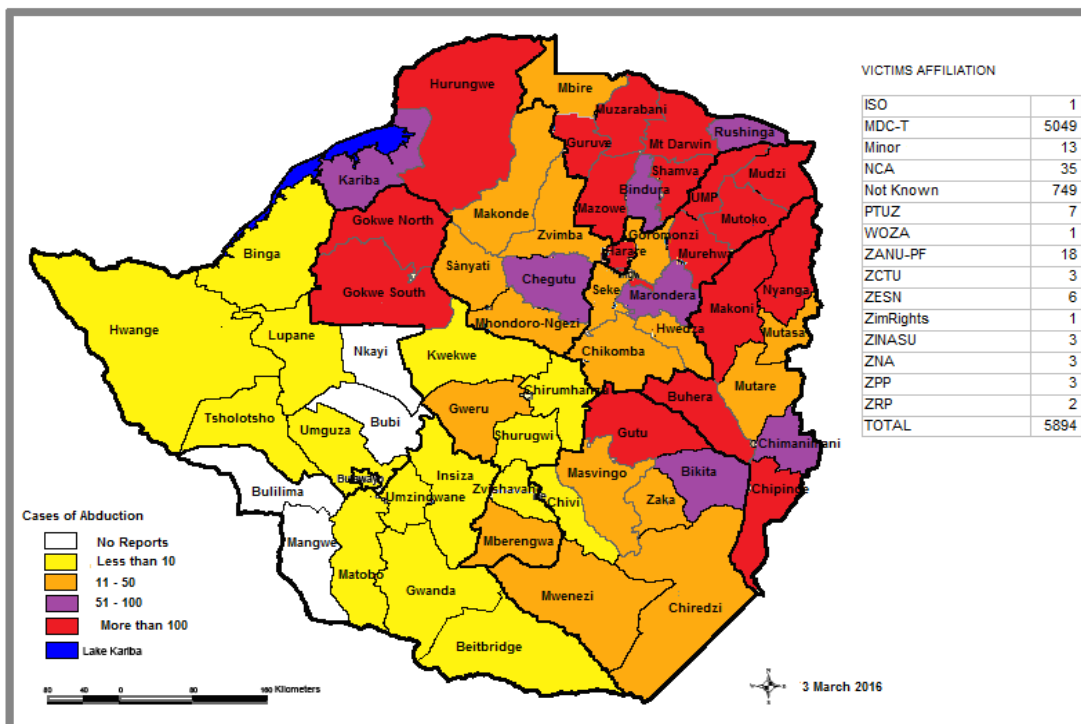 VICTIMS AFFILIATION
ISO 1
MDC-T 5049
Minor 13
NCA 35
Not Known 749
PTUZ 7
WOZA 1
ZANU-PF 18
ZCTU 3
ZESN 6
ZimRights 1
ZINASU 3
ZNA 3
ZPP 3
ZRP 2
TOTAL 5894
Hurungwe
Mbire
Muzarabani
Guruve
Mt Darwin
Rushinga
Shamva
Mudzi
Bindura
Kariba
Mazowe
UMP
Mutoko
Makonde
Gokwe North
Zvimba
Goromonzi
Harare
Murehwa
Binga
Sanyati
Chegutu
Seke
Marondera
Nyanga
Gokwe South
Makoni
Hwange
Mhondoro-Ngezi
Hwedza
Mutasa
Lupane
Nkayi
Kwekwe
Chikomba
Mutare
Chirumhanzu
Buhera
Tsholotsho
Gweru
Umguza
Bubi
Shurugwi
Gutu
Chimanimani
Bulawayo
Insiza
Masvingo
Bikita
Bulilima
Umzingwane
Zvishavane
Chivi
Zaka
Chipinge
Mangwe
Mberengwa
Matobo
Gwanda
Mwenezi
Chiredzi
Beitbridge
Cases of Abduction
No Reports
Less than 10
11 - 50
51 - 100
More than 100
Lake Kariba
80 40 0 80 160 Kilometers
3 March 2016